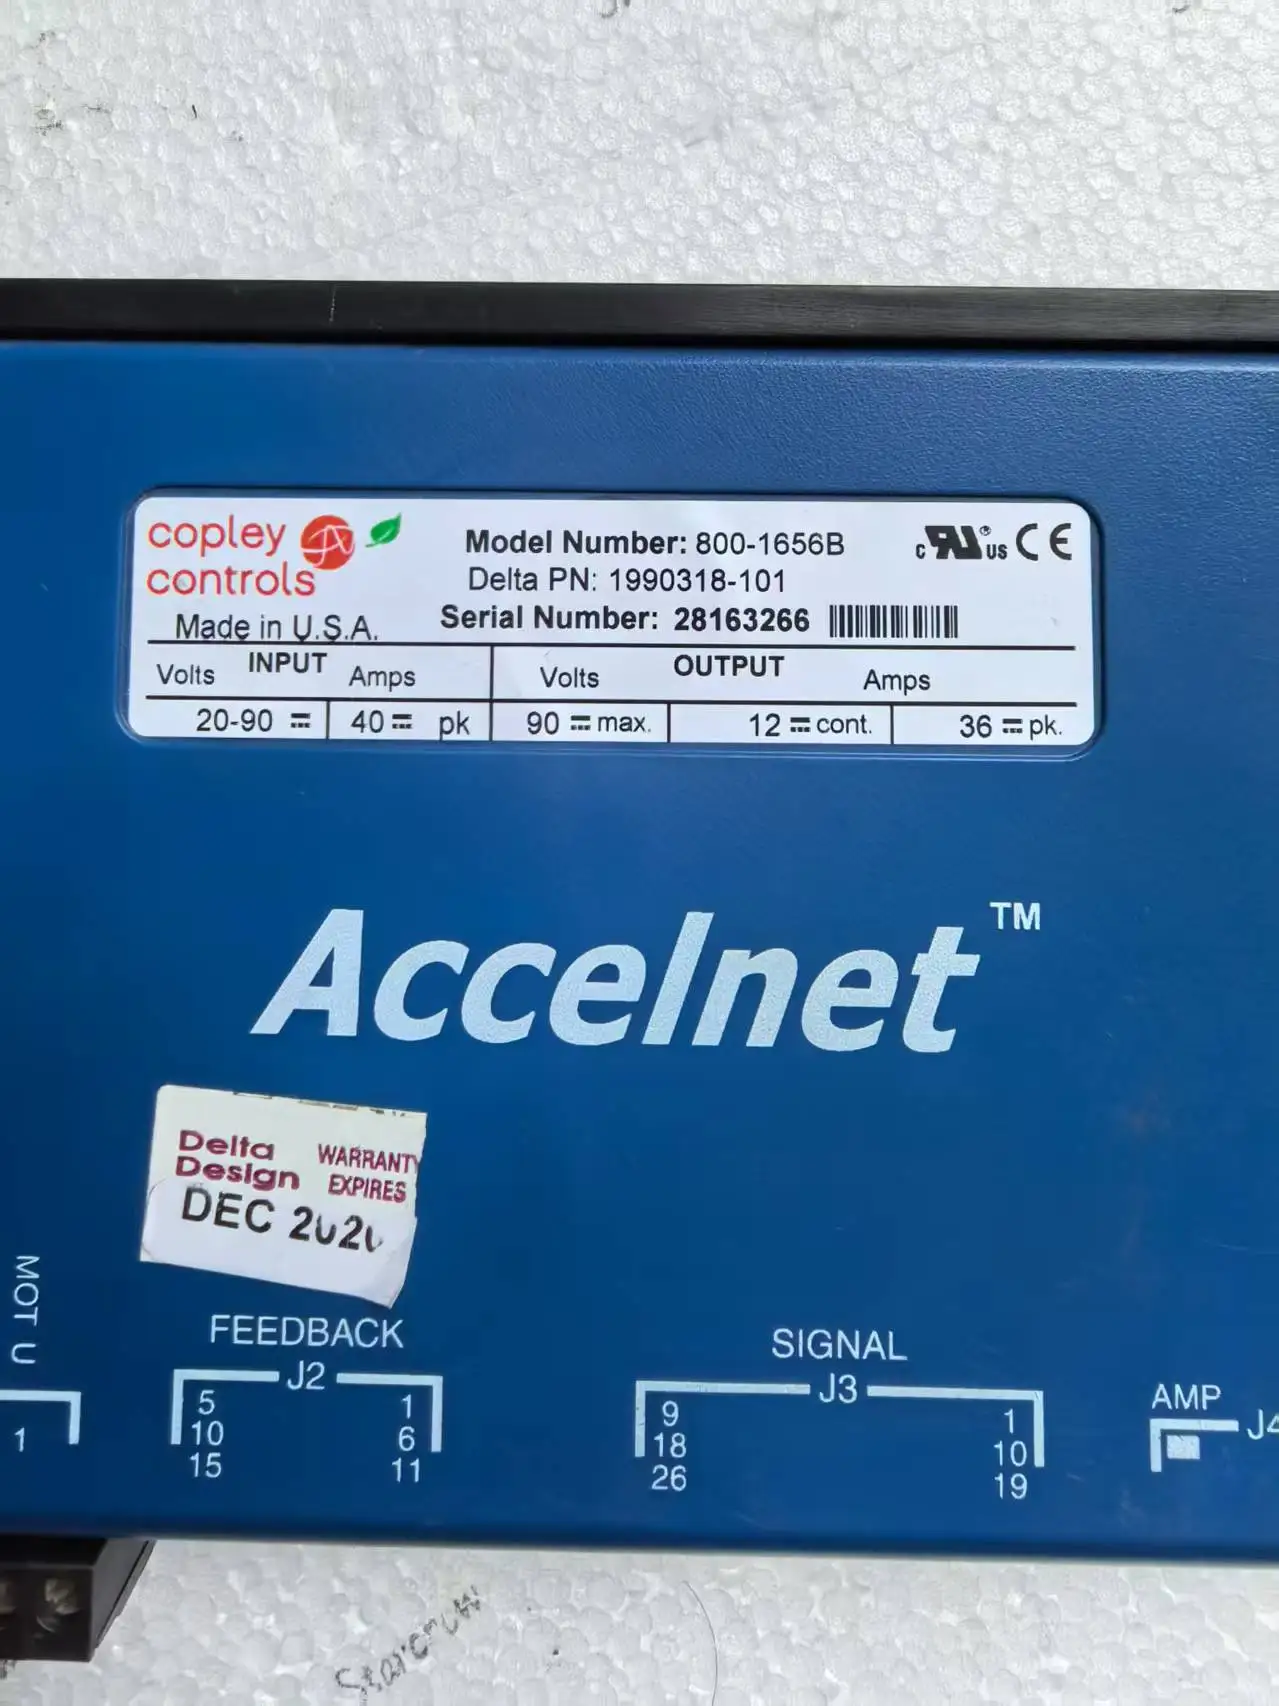 copley
controls
Made in U.S.A.
Model Number: 800-1656B
Delta PN: 1990318-101
Serial Number: 28163266
c RU us CE
INPUT
Volts Amps
OUTPUT
Volts Amps
20-90 40 pk 90 max. 12 cont. 36 pk.
Accelnet™
Delta
Design
WARRANTY
EXPIRES
DEC 2020
MOT U
1
FEEDBACK
J2
5 1
10 6
15 11
SIGNAL
J3
9 1
18 10
26 19
AMP
J4